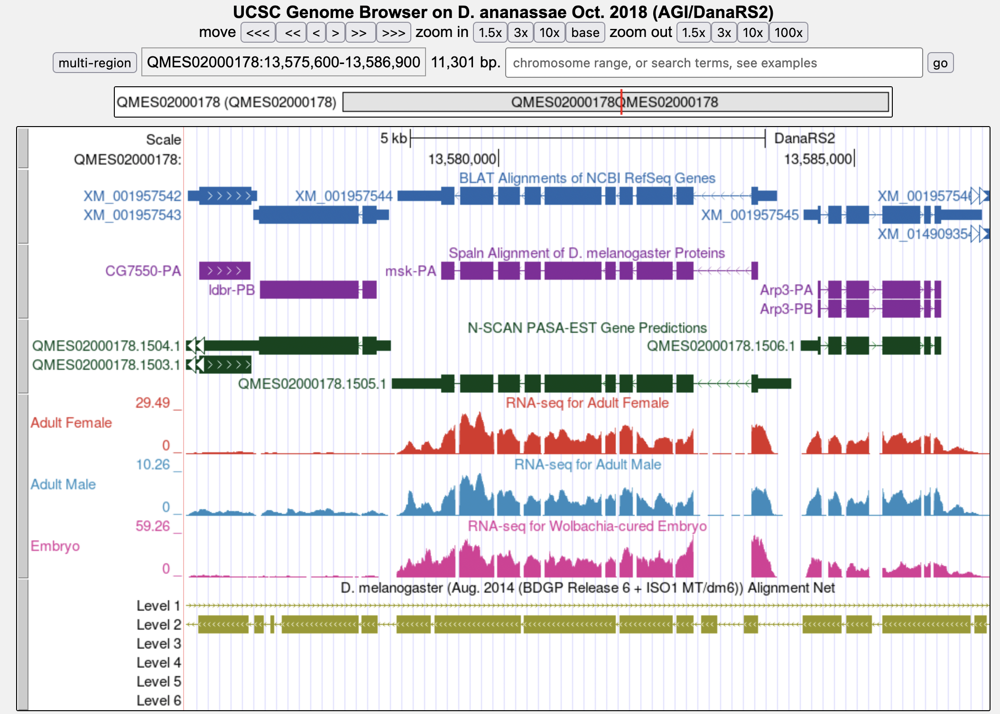 UCSC Genome Browser on D. ananassae Oct. 2018 (AGI/DanaRS2)
move <<< << < > >> >>> zoom in 1.5x 3x 10x base zoom out 1.5x 3x 10x 100x
multi-region QMES02000178:13,575,600-13,586,900 11,301 bp. chromosome range, or search terms, see examples go
QMES02000178 (QMES02000178) QMES02000178QMES02000178
Scale 5 kb DanaRS2
QMES02000178: 13,580,000 13,585,000
BLAT Alignments of NCBI RefSeq Genes
XM_001957542 XM_001957544 XM_00195754
XM_001957543 XM_001957545
XM_01490935
Spaln Alignment of D. melanogaster Proteins
CG7550-PA msk-PA
ldbr-PB Arp3-PA
Arp3-PB
N-SCAN PASA-EST Gene Predictions
QMES02000178.1504.1 QMES02000178.1506.1
QMES02000178.1503.1
QMES02000178.1505.1
29.49 RNA-seq for Adult Female
Adult Female
0
10.26 RNA-seq for Adult Male
Adult Male
0
59.26 RNA-seq for Wolbachia-cured Embryo
Embryo
0
D. melanogaster (Aug. 2014 (BDGP Release 6 + ISO1 MT/dm6)) Alignment Net
Level 1
Level 2
Level 3
Level 4
Level 5
Level 6